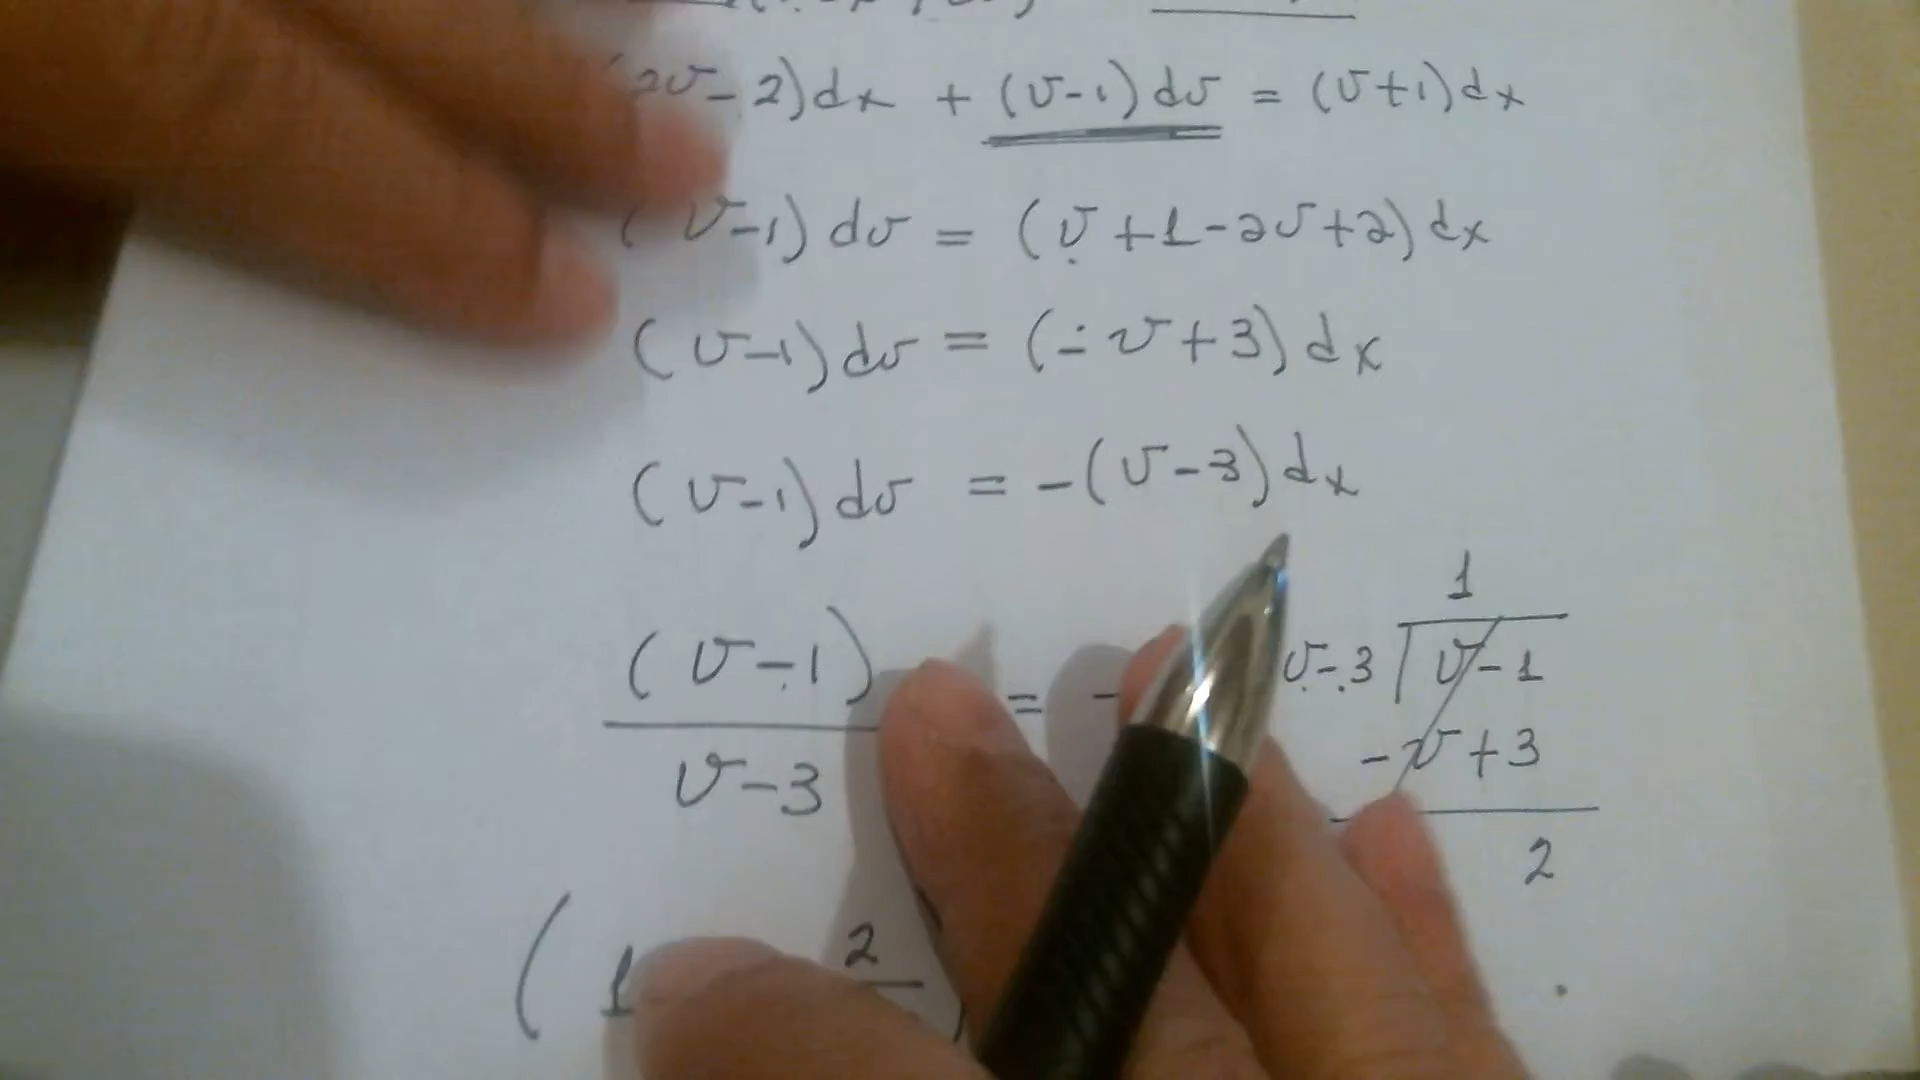 2v-2)dx + (v-1)dv = (v+1)dx
(v-1)dv = (v+1-2v+2)dx
(v-1)dv = (-v+3)dx
(v-1)dv = -(v-3)dx
1
(v-1) = - v-3 v-1
v-3 -v+3
2
(1 2